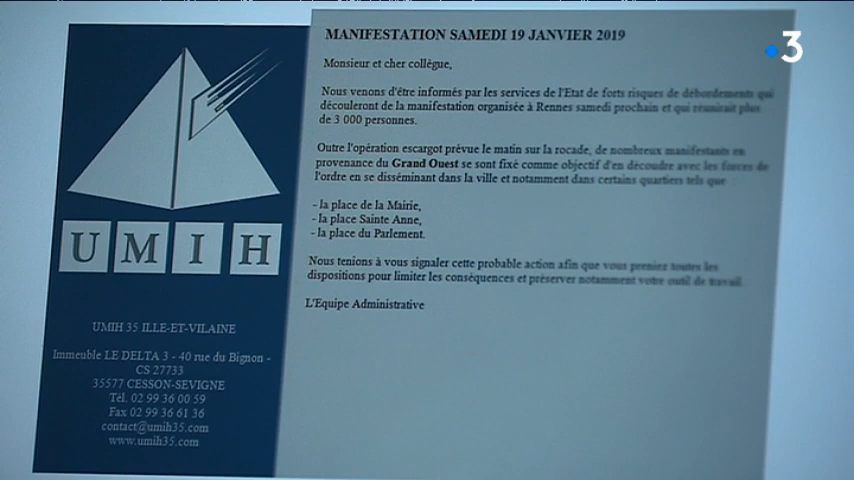 3
MANIFESTATION SAMEDI 19 JANVIER 2019
Monsieur et cher collègue,
Nous venons d'être informés par les services de l'Etat de forts risques de débordements qui
découleront de la manifestation organisée à Rennes samedi prochain et qui réunirait plus
de 3 000 personnes.
Outre l'opération escargot prévue le matin sur la rocade, de nombreux manifestants en
provenance du Grand Ouest se sont fixé comme objectif d'en découdre avec les forces de
l'ordre en se disséminant dans la ville et notamment dans certains quartiers tels que :
- la place de la Mairie,
- la place Sainte Anne,
- la place du Parlement.
Nous tenions à vous signaler cette probable action afin que vous preniez toutes les
dispositions pour limiter les conséquences et préserver notamment votre outil de travail.
L'Equipe Administrative
UMIH
UMIH 35 ILLE-ET-VILAINE
Immeuble LE DELTA 3 - 40 rue du Bignon -
CS 27733
35577 CESSON-SEVIGNE
Tél. 02 99 36 00 59
Fax 02 99 36 61 36
contact@umih35.com
www.umih35.com